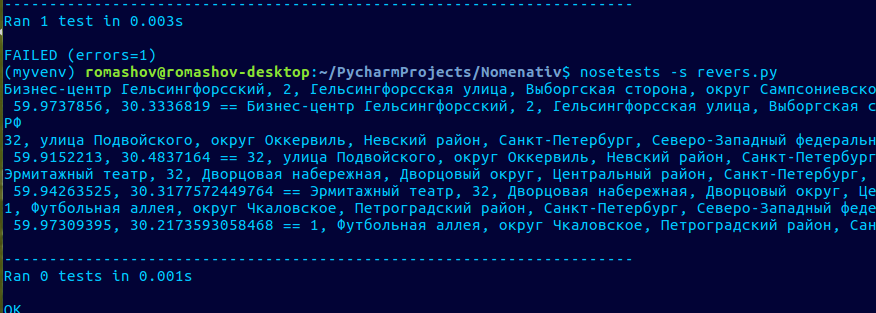 -----------------------------------------------------------------------
Ran 1 test in 0.003s
FAILED (errors=1)
(myvenv) romashov@romashov-desktop:~/PycharmProjects/Nomenativ$ nosetests -s revers.py
Бизнес-центр Гельсингфорсский, 2, Гельсингфорсская улица, Выборгская сторона, округ Сампсониевско
59.9737856, 30.3336819 == Бизнес-центр Гельсингфорсский, 2, Гельсингфорсская улица, Выборгская с
РФ
32, улица Подвойского, округ Оккервиль, Невский район, Санкт-Петербург, Северо-Западный федеральн
59.9152213, 30.4837164 == 32, улица Подвойского, округ Оккервиль, Невский район, Санкт-Петербург
Эрмитажный театр, 32, Дворцовая набережная, Дворцовый округ, Центральный район, Санкт-Петербург,
59.94263525, 30.3177572449764 == Эрмитажный театр, 32, Дворцовая набережная, Дворцовый округ, Це
1, Футбольная аллея, округ Чкаловское, Петроградский район, Санкт-Петербург, Северо-Западный феде
59.97309395, 30.2173593058468 == 1, Футбольная аллея, округ Чкаловское, Петроградский район, Сан
-----------------------------------------------------------------------
Ran 0 tests in 0.001s
OK